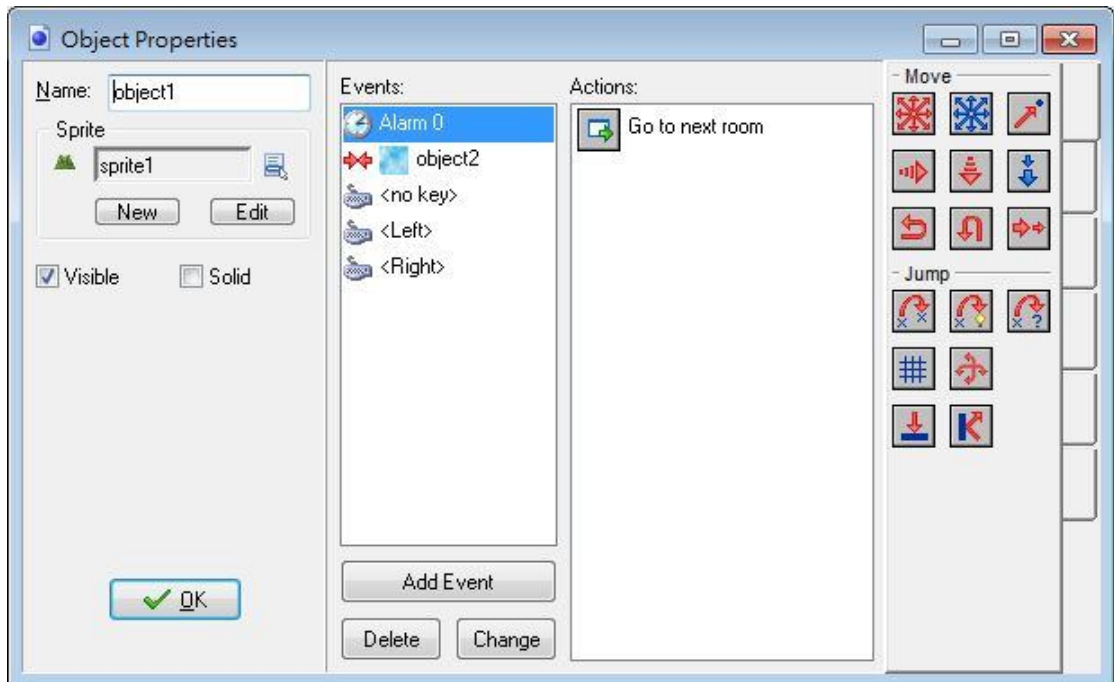 Object Properties
Name: object1
Sprite
sprite1
New Edit
Visible Solid
OK
Events:
Alarm 0
object2
<no key>
<Left>
<Right>
Add Event
Delete Change
Actions:
Go to next room
Move
Jump